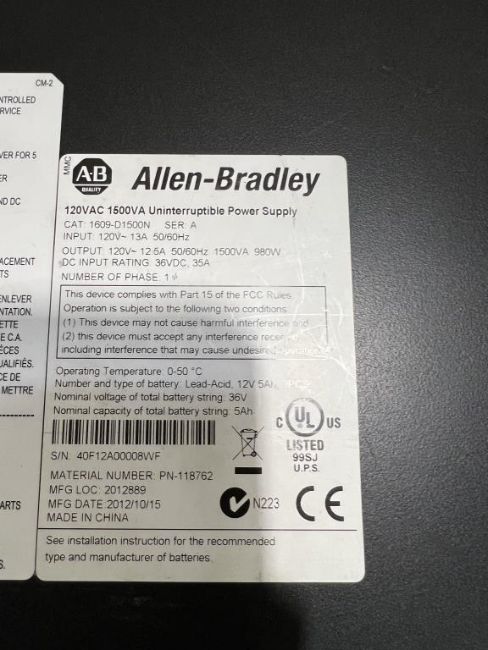 CM-2
NTROLLED
RVICE
VER FOR 5
ER
ND DC
ACEMENT
TS
ENLEVER
NTATION.
ETTE
E C.A.
ÉCES
UALIFIÉS.
CE DE
METTRE
ARTS
S.
MMC
A-B
QUALITY
Allen-Bradley
120VAC 1500VA Uninterruptible Power Supply
CAT: 1609-D1500N SER: A
INPUT: 120V~ 13A 50/60Hz
OUTPUT: 120V~ 12.5A 50/60Hz 1500VA 980W
DC INPUT RATING: 36VDC, 35A
NUMBER OF PHASE: 1
This device complies with Part 15 of the FCC Rules
Operation is subject to the following two conditions
(1) This device may not cause harmful interference and
(2) this device must accept any interference
including interference that may cause
Operating Temperature: 0-50 °C
Number and type of battery: Lead-Acid, 12V 5Ah,
Nominal voltage of total battery string: 36V
Nominal capacity of total battery string: 5Ah
S/N: 40F12A00008WF
C UL US
LISTED
99SJ
U.P.S.
MATERIAL NUMBER: PN-118762
MFG LOC: 2012889
MFG DATE:2012/10/15
MADE IN CHINA
N223
CE
See installation instruction for the recommended
type and manufacturer of batteries.